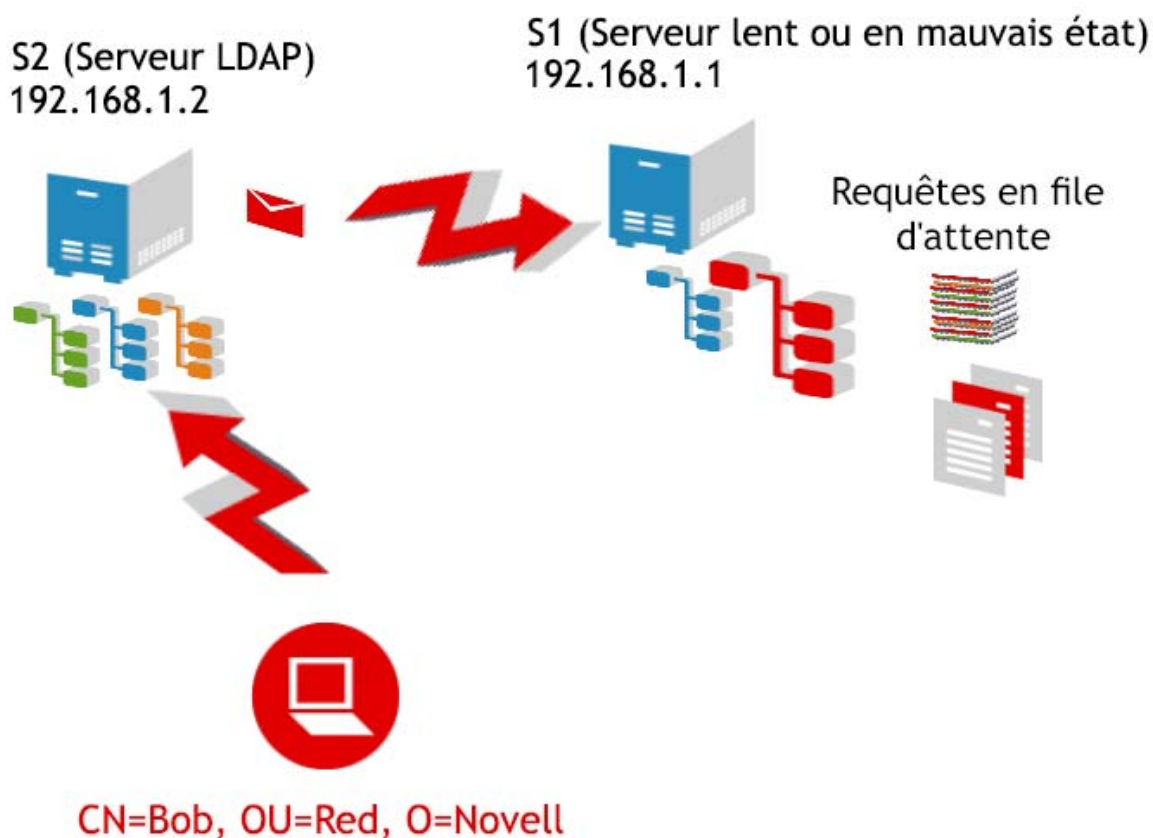 S2 (Serveur LDAP)
192.168.1.2
S1 (Serveur lent ou en mauvais état)
192.168.1.1
Requêtes en file
d'attente
CN=Bob, OU=Red, O=Novell